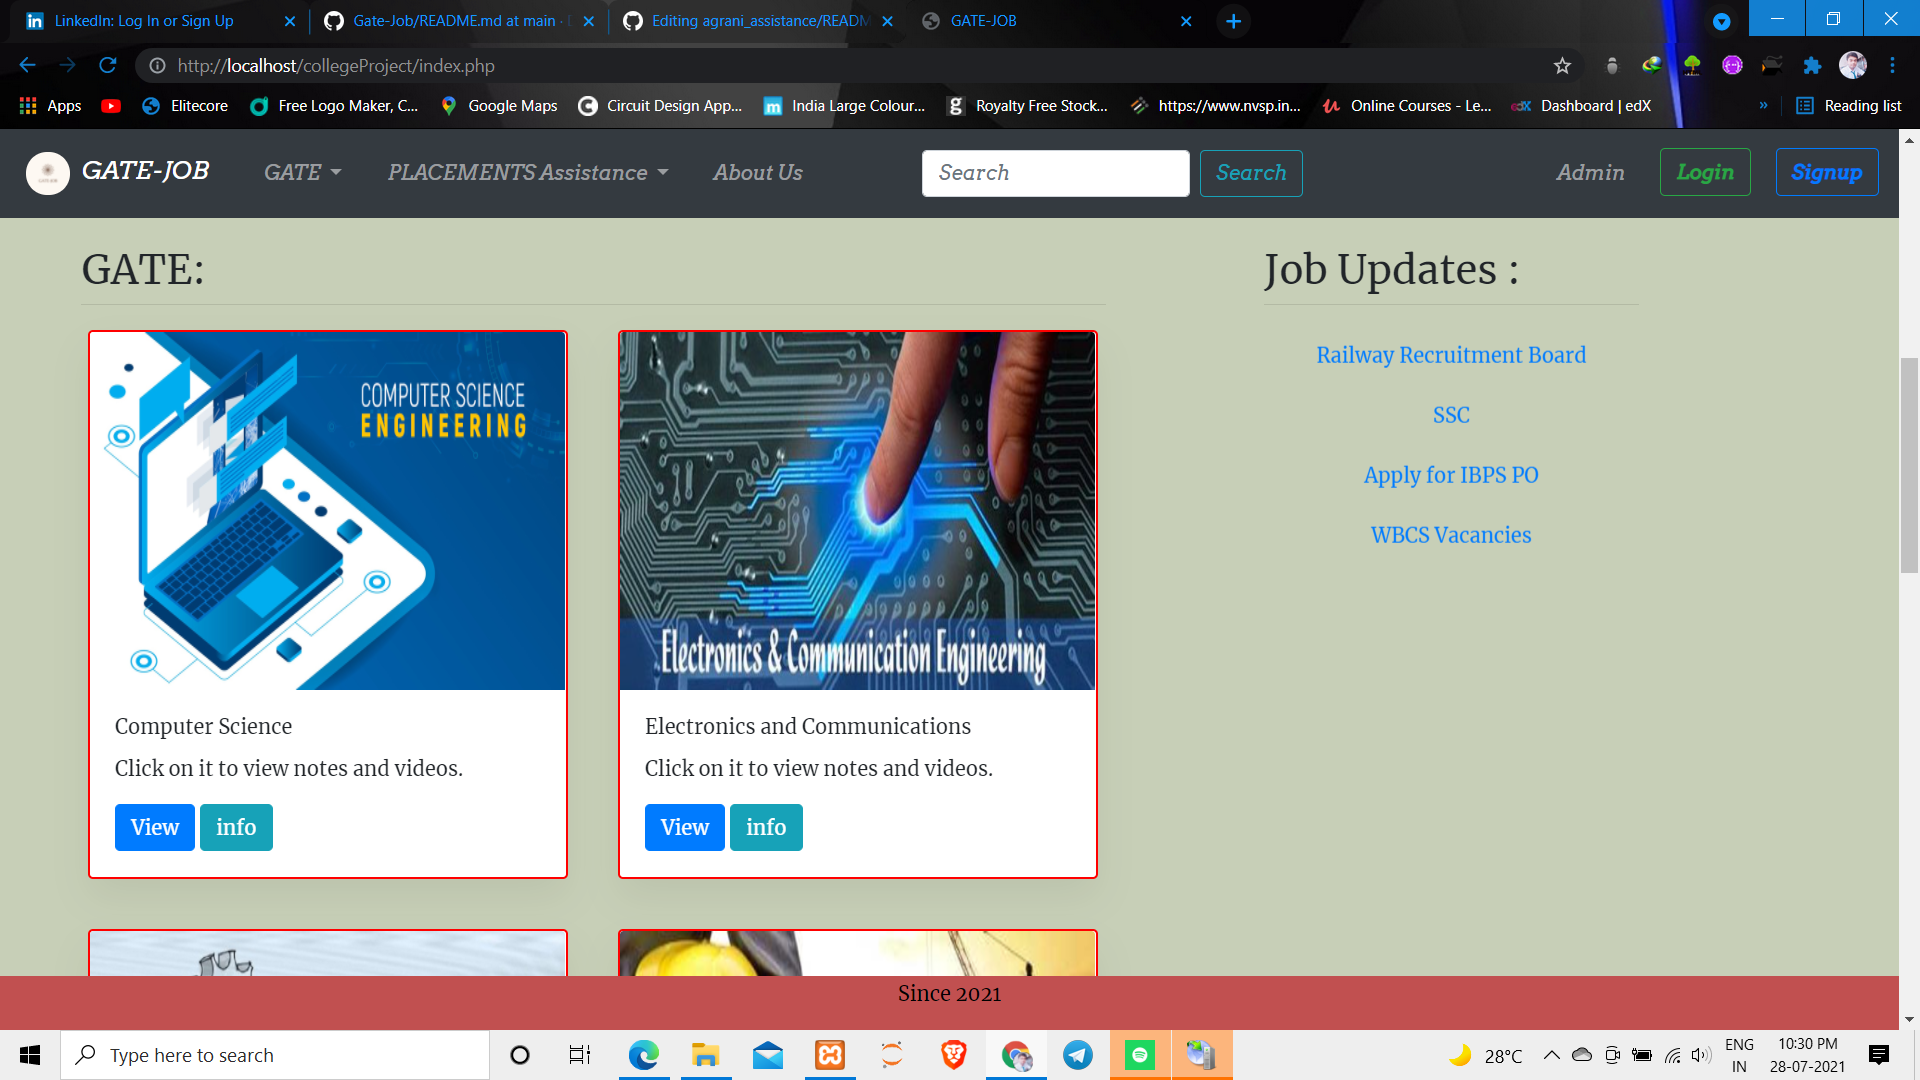 LinkedIn: Log In or Sign Up
Gate-Job/README.md at main ·
Editing agrani_assistance/READM
GATE-JOB
http://localhost/collegeProject/index.php
Apps
Elitecore
Free Logo Maker, C...
Google Maps
Circuit Design App...
India Large Colour...
Royalty Free Stock...
https://www.nvsp.in...
Online Courses - Le...
Dashboard | edX
»
Reading list
GATE-JOB
GATE
PLACEMENTS Assistance
About Us
Search
Search
Admin
Login
Signup
GATE:
Job Updates :
COMPUTER SCIENCE
ENGINEERING
Electronics & Communication Engineering
Railway Recruitment Board
SSC
Apply for IBPS PO
WBCS Vacancies
Computer Science
Click on it to view notes and videos.
View
info
Electronics and Communications
Click on it to view notes and videos.
View
info
Since 2021
Type here to search
28°C
ENG
IN
10:30 PM
28-07-2021